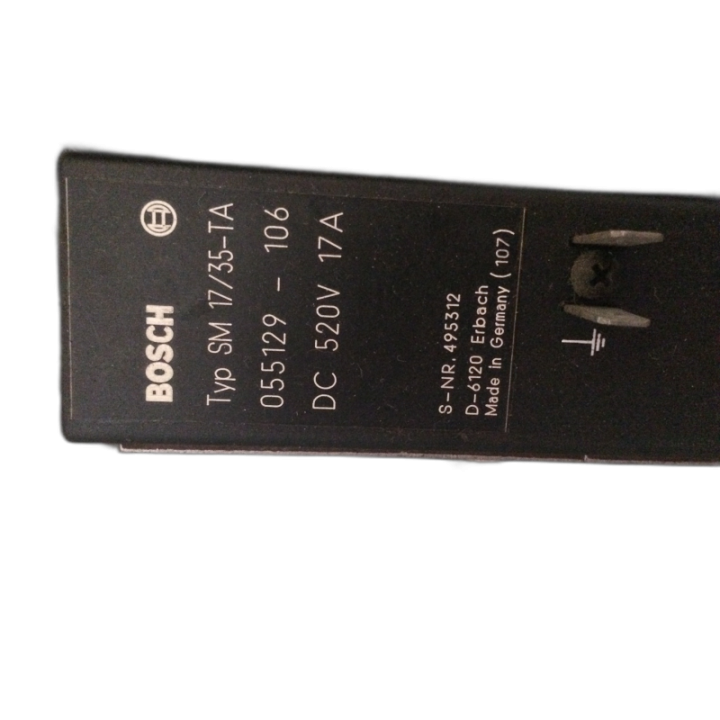 BOSCH
Typ SM 17/35-TA
055129 - 106
DC 520V 17A
S-NR. 495312
D-6120 Erbach
Made in Germany (107)